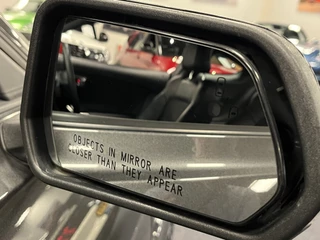 OBJECTS IN MIRROR ARE
CLOSER THAN THEY APPEAR